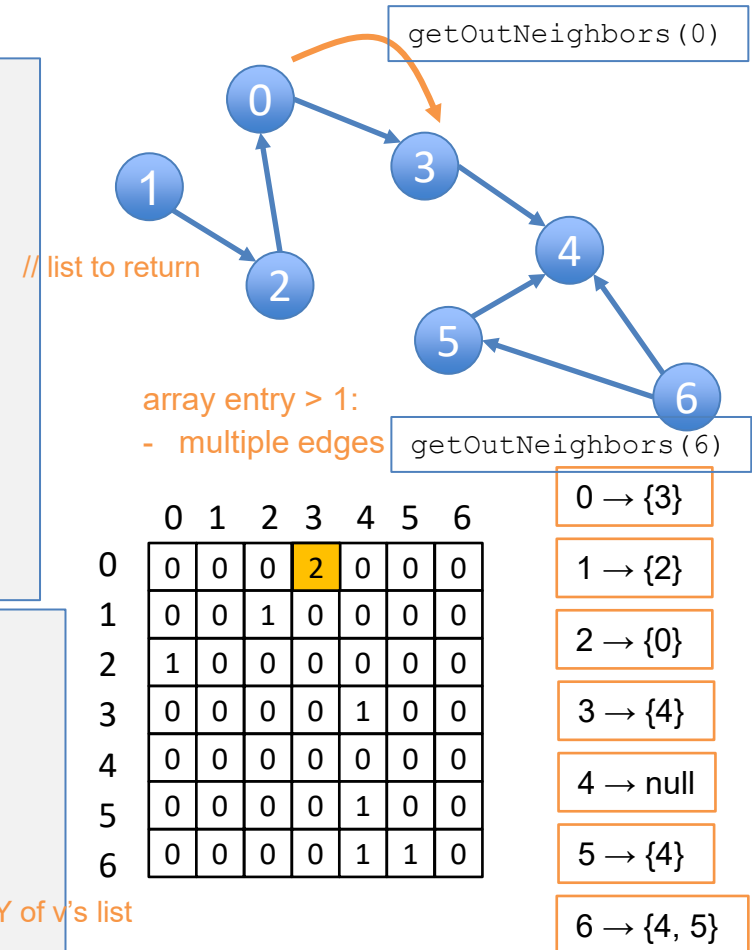 getOutNeighbors(0)
0
3
1
4
// list to return
2
5
6
array entry > 1:
- multiple edges
getOutNeighbors(6)
0 1 2 3 4 5 6
0 0 0 0 2 0 0 0
1 0 0 1 0 0 0 0
2 1 0 0 0 0 0 0
3 0 0 0 0 1 0 0
4 0 0 0 0 0 0 0
5 0 0 0 0 1 0 0
6 0 0 0 0 1 1 0
0 → {3}
1 → {2}
2 → {0}
3 → {4}
4 → null
5 → {4}
6 → {4, 5}
Y of v's list